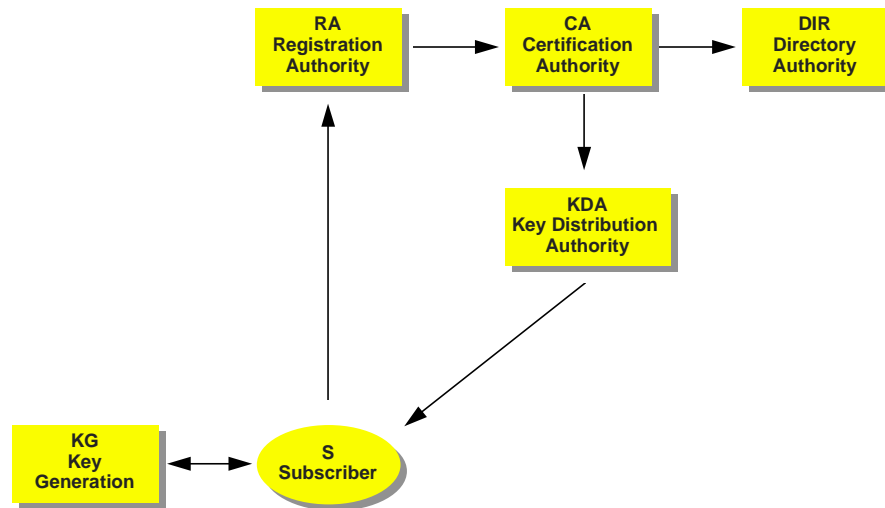 RA
Registration
Authority
CA
Certification
Authority
DIR
Directory
Authority
KDA
Key Distribution
Authority
KG
Key
Generation
S
Subscriber